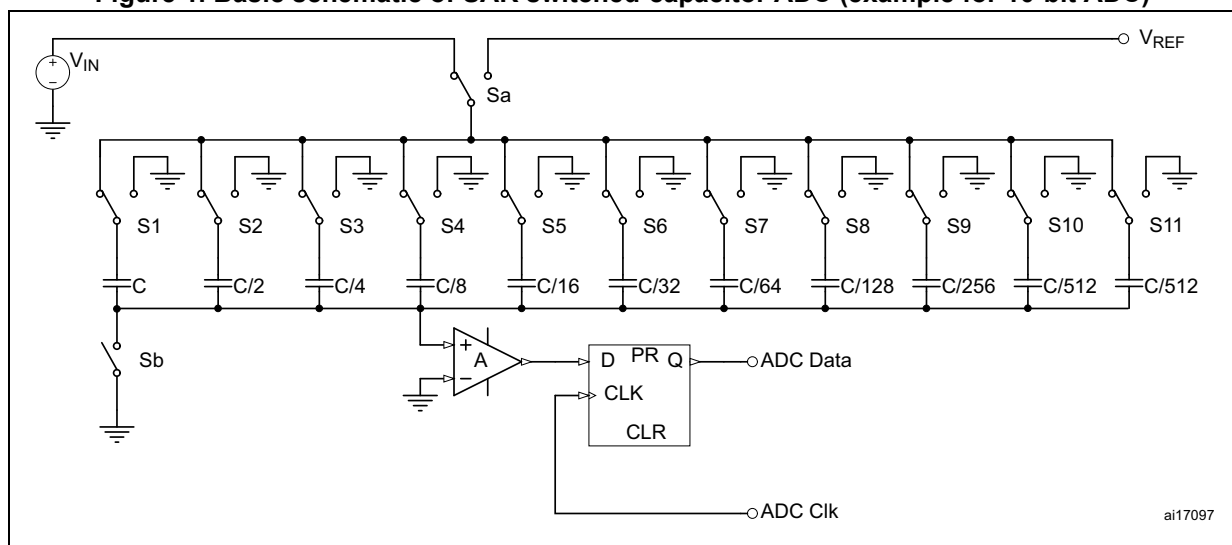 Figure 1. Basic schematic of SAR switched-capacitor ADC (example for 10-bit ADC)
V_REF
+
V_IN
−
Sa
S1 S2 S3 S4 S5 S6 S7 S8 S9 S10 S11
C C/2 C/4 C/8 C/16 C/32 C/64 C/128 C/256 C/512 C/512
Sb
+
A
−
D PR Q
ADC Data
CLK
CLR
ADC Clk
ai17097